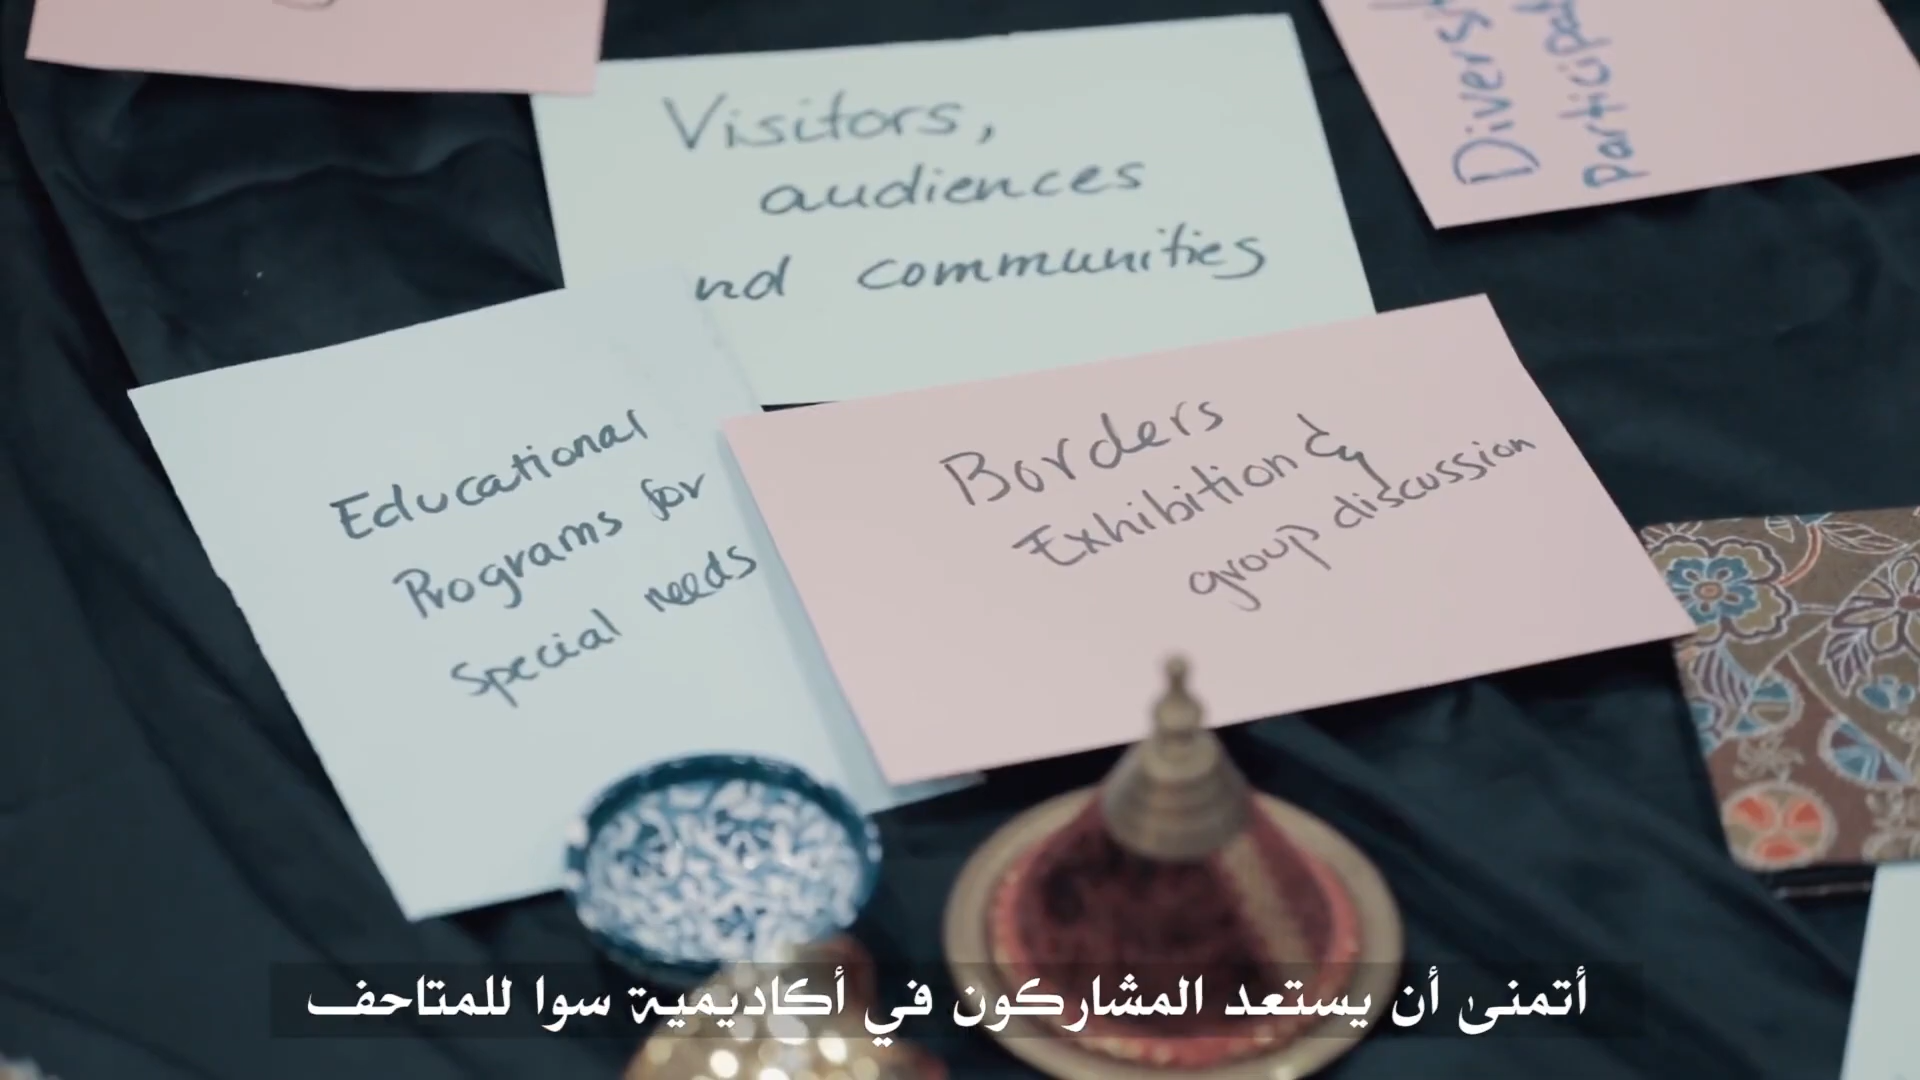 Visitors,
audiences
nd communities
Educational
Programs for
special needs
Borders
Exhibition &
group discussion
أتمنى أن يستعد المشاركون في أكاديمية سوا للمتاحف